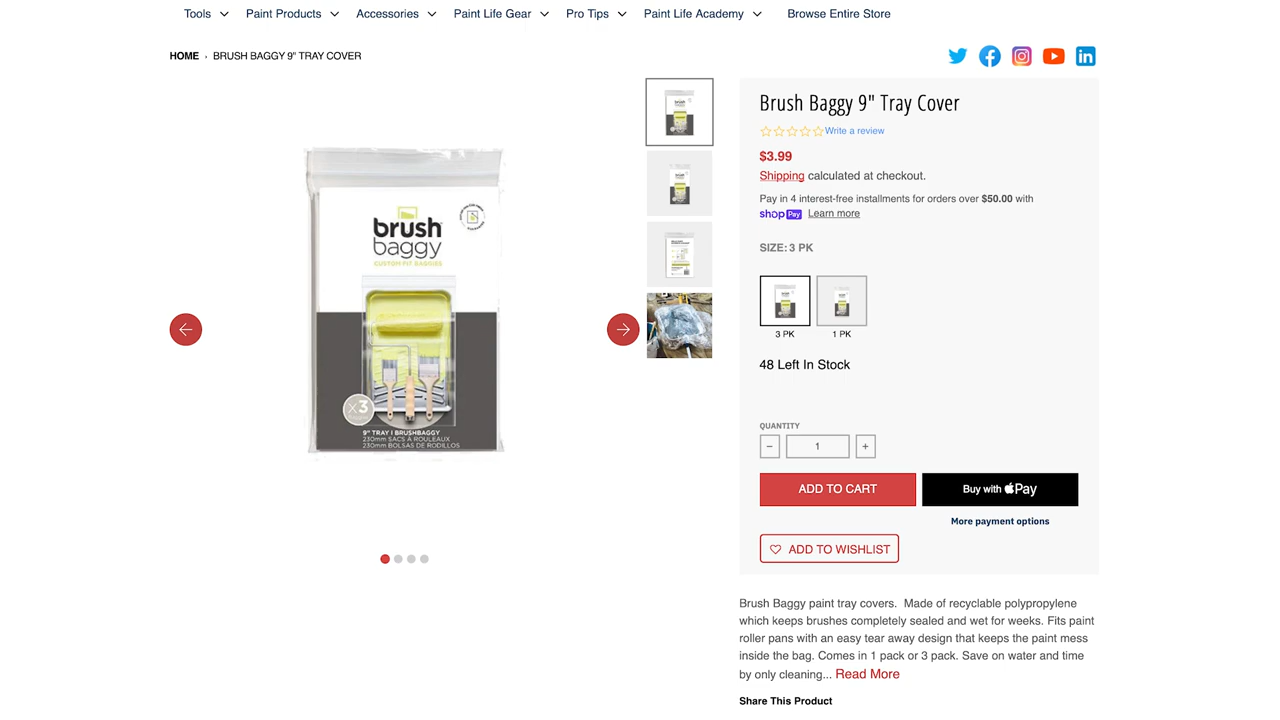 Tools
Paint Products
Accessories
Paint Life Gear
Pro Tips
Paint Life Academy
Browse Entire Store
HOME › BRUSH BAGGY 9" TRAY COVER
brush
baggy
CUSTOM FIT BAGGIES
X3
9" TRAY | BRUSHBAGGY
230mm SACS À ROULEAUX
230mm BOLSAS DE RODILLOS
Brush Baggy 9" Tray Cover
Write a review
$3.99
Shipping calculated at checkout.
Pay in 4 interest-free installments for orders over $50.00 with
shop Pay Learn more
SIZE: 3 PK
3 PK
1 PK
48 Left In Stock
QUANTITY
− 1 +
ADD TO CART
Buy with Pay
More payment options
ADD TO WISHLIST
Brush Baggy paint tray covers. Made of recyclable polypropylene
which keeps brushes completely sealed and wet for weeks. Fits paint
roller pans with an easy tear away design that keeps the paint mess
inside the bag. Comes in 1 pack or 3 pack. Save on water and time
by only cleaning... Read More
Share This Product